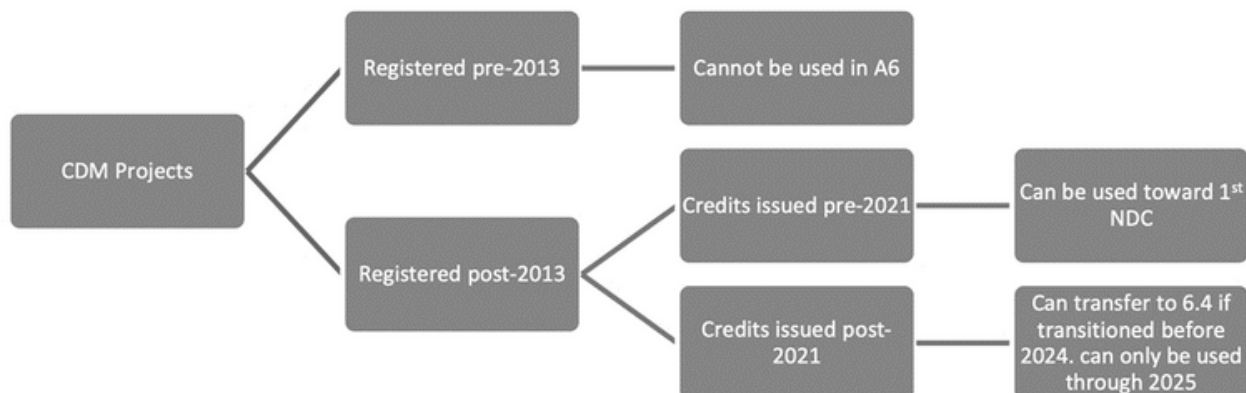 CDM Projects
Registered pre-2013
Cannot be used in A6
Registered post-2013
Credits issued pre-2021
Can be used toward 1st
NDC
Credits issued post-
2021
Can transfer to 6.4 if
transitioned before
2024. can only be used
through 2025